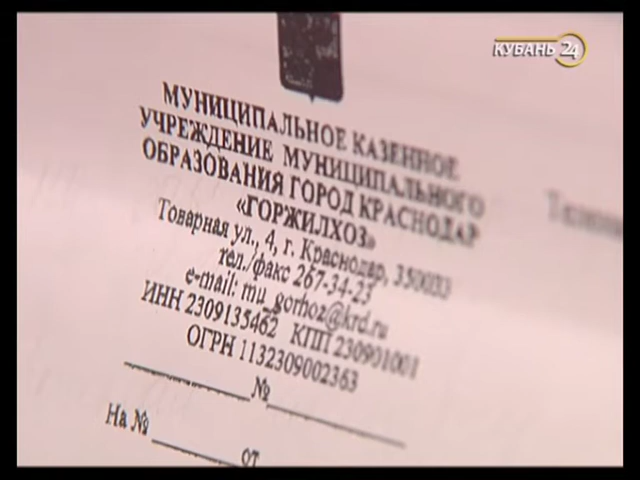 КУБАНЬ 24
МУНИЦИПАЛЬНОЕ КАЗЕННОЕ
УЧРЕЖДЕНИЕ МУНИЦИПАЛЬНОГО
ОБРАЗОВАНИЯ ГОРОД КРАСНОДАР
«ГОРЖИЛХОЗ»
Товарная ул., 4, г. Краснодар, 350033
тел./факс 267-34-23
e-mail: mu_gorhoz@krd.ru
ИНН 2309135462 КПП 230901001
ОГРН 1132309002363
№
На № от